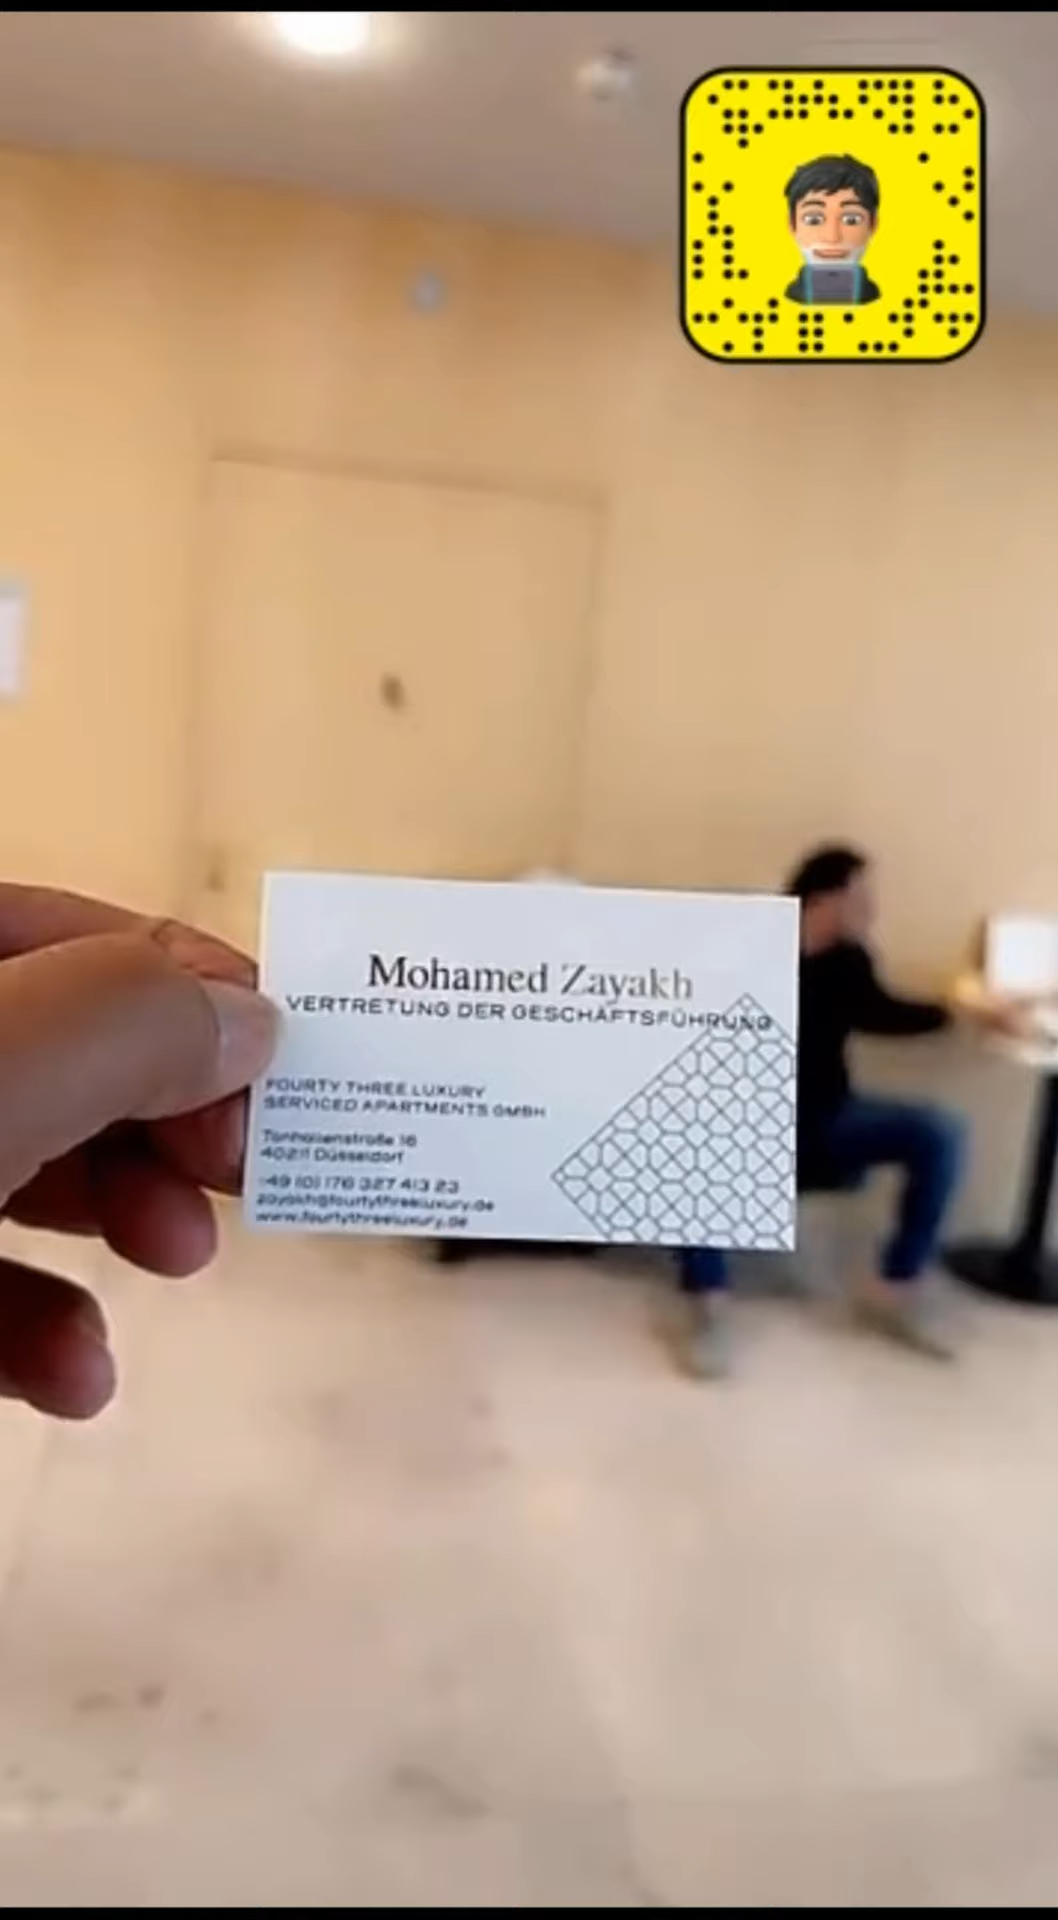 Mohamed Zayakh
VERTRETUNG DER GESCHÄFTSFÜHRUNG
FOURTY THREE LUXURY
SERVICED APARTMENTS GMBH
Tonhallenstraße 16
40211 Düsseldorf
+49 (0) 176 327 413 23
zayakh@fourtythreeluxury.de
www.fourtythreeluxury.de